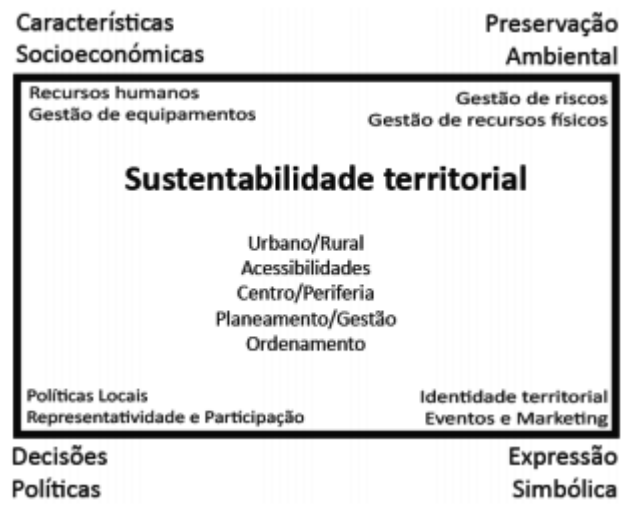 Características
Socioeconómicas
Preservação
Ambiental
Recursos humanos
Gestão de equipamentos
Gestão de riscos
Gestão de recursos físicos
Sustentabilidade territorial
Urbano/Rural
Acessibilidades
Centro/Periferia
Planeamento/Gestão
Ordenamento
Políticas Locais
Representatividade e Participação
Identidade territorial
Eventos e Marketing
Decisões
Políticas
Expressão
Simbólica